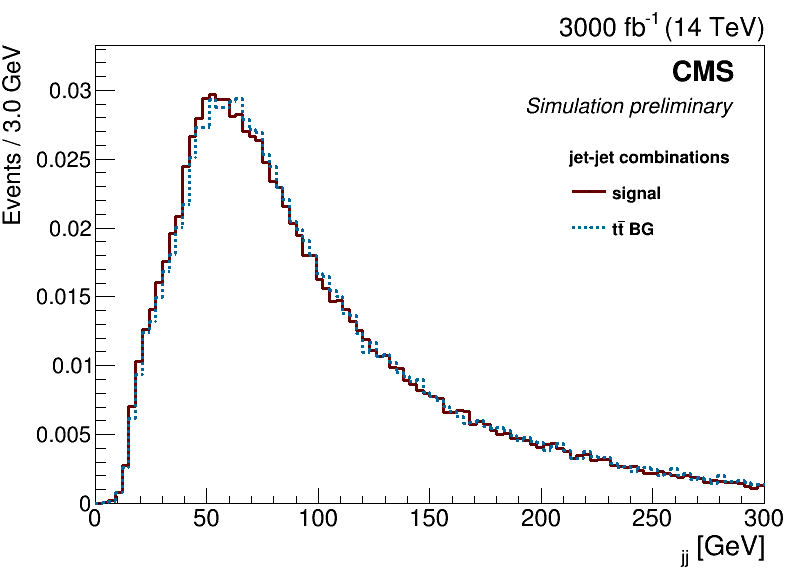 3000 fb⁻¹ (14 TeV)
Events / 3.0 GeV
CMS
Simulation preliminary
jet-jet combinations
signal
tt̄ BG
0.03
0.025
0.02
0.015
0.01
0.005
0
0 50 100 150 200 250 300
jj [GeV]